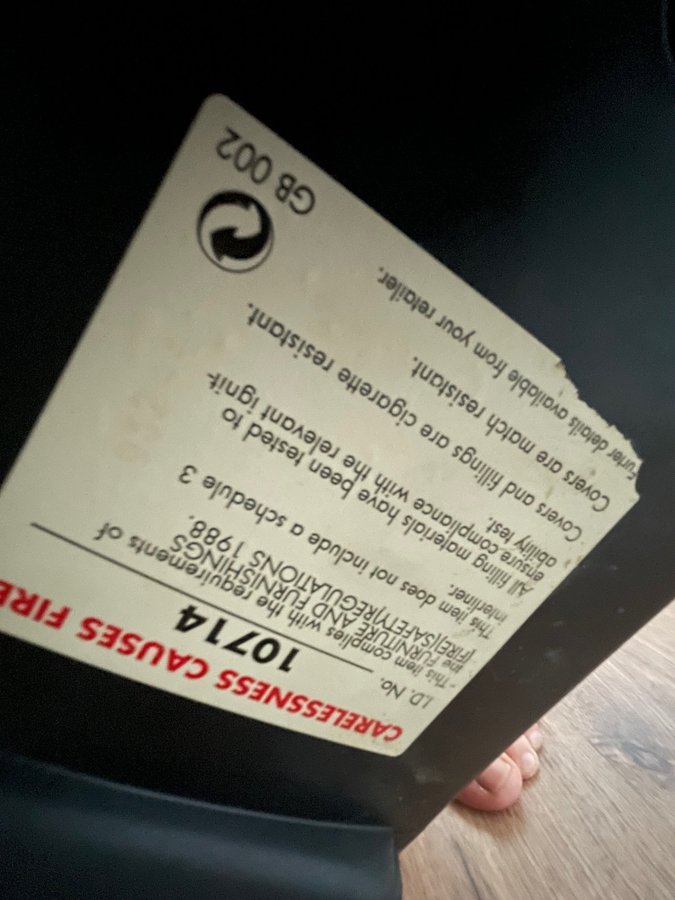 CARELESSNESS CAUSES FIRE
I.D. No. 10714
This item complies with the requirements of
the FURNITURE AND FURNISHINGS
(FIRE)(SAFETY)REGULATIONS 1988.
This item does not include a schedule 3
interliner.
All filling materials have been tested to
ensure compliance with the relevant ignit-
ability test.
Covers and fillings are cigarette resistant.
Covers are match resistant.
Further details available from your retailer.
GB 002